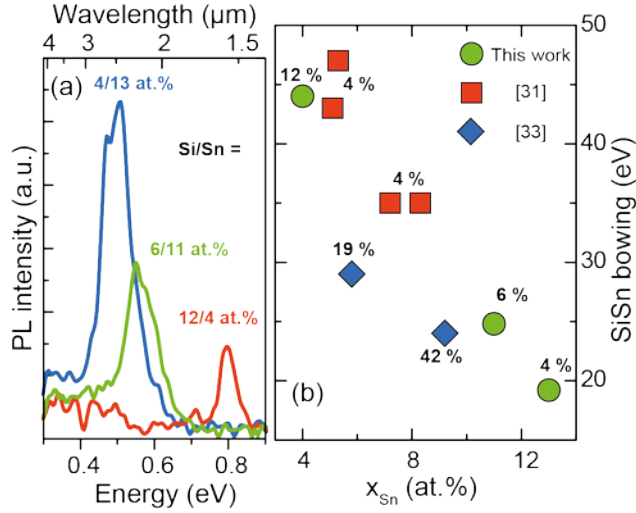 Wavelength (μm)
4 3 2 1.5
(a)
4/13 at.%
Si/Sn =
6/11 at.%
12/4 at.%
PL intensity (a.u.)
0.4 0.6 0.8
Energy (eV)
12 %
4 %
This work
[31]
[33]
4 %
19 %
42 %
6 %
4 %
(b)
50
40
30
20
SiSn bowing (eV)
4 8 12
xSn (at.%)